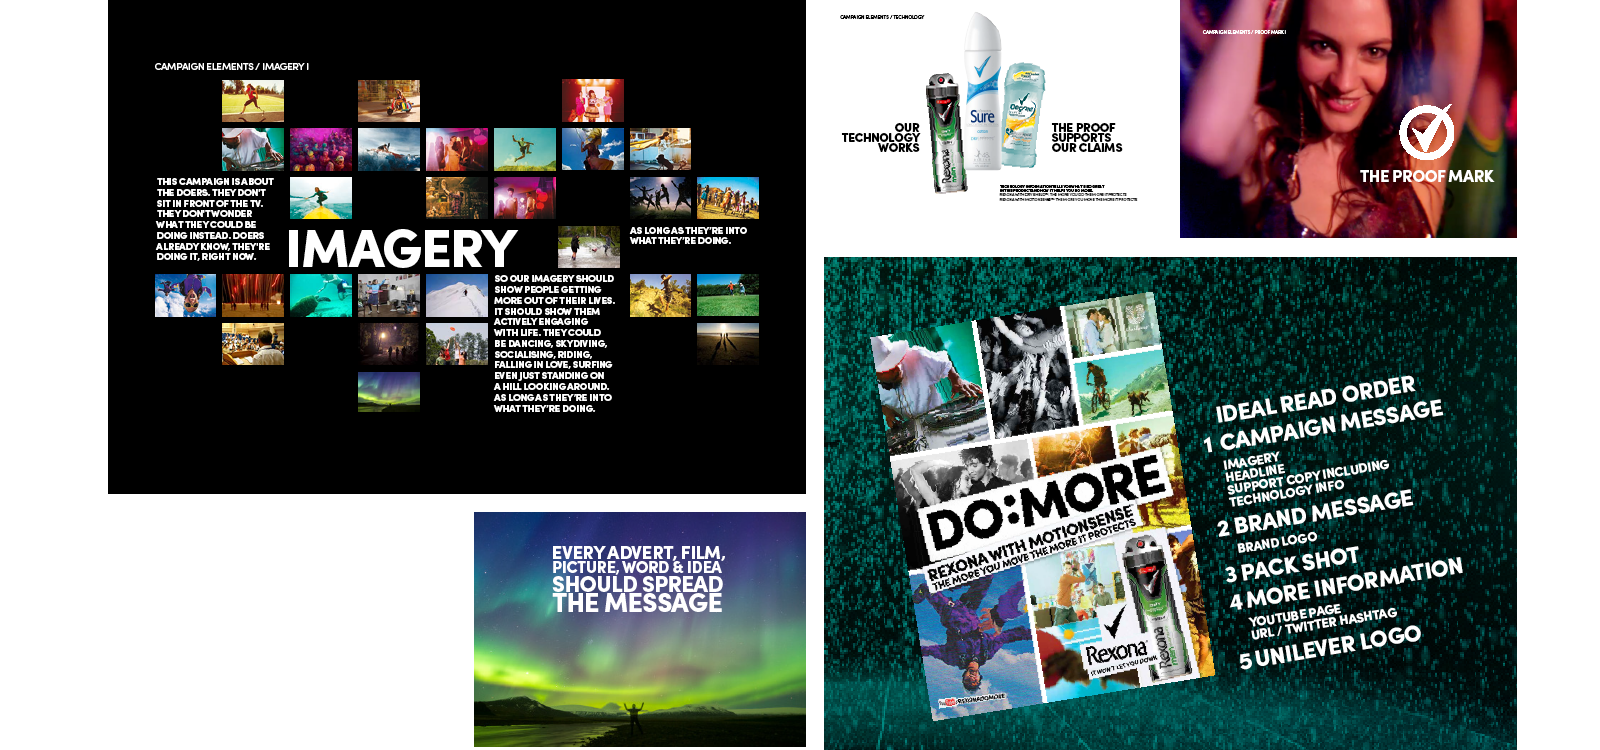 CAMPAIGN ELEMENTS / IMAGERY I
THIS CAMPAIGN IS ABOUT
THE DOERS. THEY DON'T
SIT IN FRONT OF THE TV.
THEY DON'T WONDER
WHAT THEY COULD BE
DOING INSTEAD. DOERS
ALREADY KNOW, THEY'RE
DOING IT, RIGHT NOW.
IMAGERY
AS LONG AS THEY'RE INTO
WHAT THEY'RE DOING.
SO OUR IMAGERY SHOULD
SHOW PEOPLE GETTING
MORE OUT OF THEIR LIVES.
IT SHOULD SHOW THEM
ACTIVELY ENGAGING
WITH LIFE. THEY COULD
BE DANCING, SKYDIVING,
SOCIALISING, RIDING,
FALLING IN LOVE, SURFING
EVEN JUST STANDING ON
A HILL LOOKING AROUND.
AS LONG AS THEY'RE INTO
WHAT THEY'RE DOING.
CAMPAIGN ELEMENTS / TECHNOLOGY
OUR
TECHNOLOGY
WORKS
Rexona
men
Sure
Degree
THE PROOF
SUPPORTS
OUR CLAIMS
CAMPAIGN ELEMENTS / PROOF MARK I
THE PROOF MARK
EVERY ADVERT, FILM,
PICTURE, WORD & IDEA
SHOULD SPREAD
THE MESSAGE
DO:MORE
REXONA WITH MOTIONSENSE
THE MORE YOU MOVE THE MORE IT PROTECTS
Rexona
IT WON'T LET YOU DOWN
Rexona
men
/REXONADOMORE
IDEAL READ ORDER
1 CAMPAIGN MESSAGE
IMAGERY
HEADLINE
SUPPORT COPY INCLUDING
TECHNOLOGY INFO
2 BRAND MESSAGE
BRAND LOGO
3 PACK SHOT
4 MORE INFORMATION
YOUTUBE PAGE
URL / TWITTER HASHTAG
5 UNILEVER LOGO